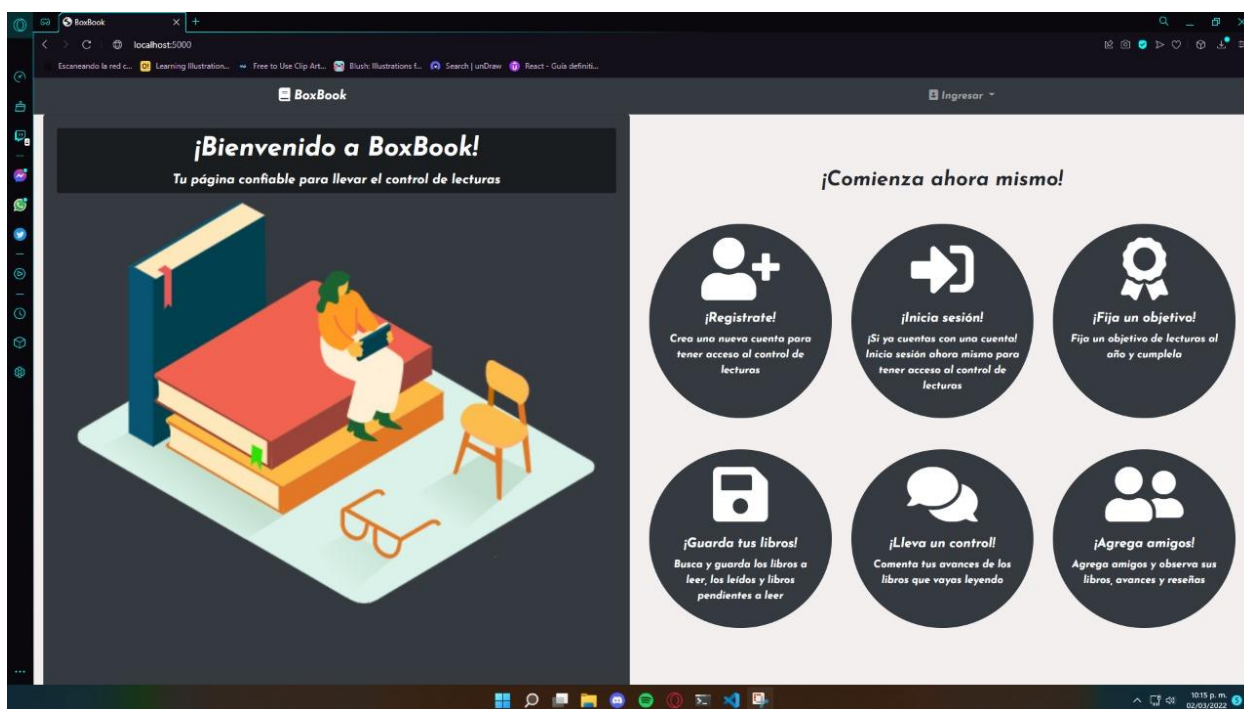 BoxBook
localhost:5000
Escaneando la red c... Learning Illustration... Free to Use Clip Art... Blush: Illustrations f... Search | unDraw React - Guía definiti...
BoxBook
Ingresar
¡Bienvenido a BoxBook!
Tu página confiable para llevar el control de lecturas
¡Comienza ahora mismo!
¡Registrate!
Crea una nueva cuenta para
tener acceso al control de
lecturas
¡Inicia sesión!
¡Si ya cuentas con una cuenta!
Inicia sesión ahora mismo para
tener acceso al control de
lecturas
¡Fija un objetivo!
Fija un objetivo de lecturas al
año y cumplela
¡Guarda tus libros!
Busca y guarda los libros a
leer, los leídos y libros
pendientes a leer
¡Lleva un control!
Comenta tus avances de los
libros que vayas leyendo
¡Agrega amigos!
Agrega amigos y observa sus
libros, avances y reseñas
10:15 p. m.
02/03/2022